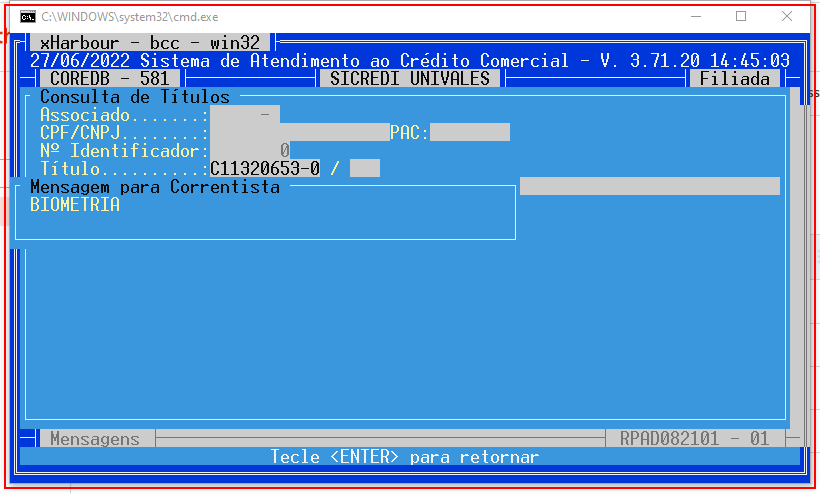 C:\WINDOWS\system32\cmd.exe
xHarbour - bcc - win32
27/06/2022 Sistema de Atendimento ao Crédito Comercial - V. 3.71.20 14:45:03
COREDB - 581 SICREDI UNIVALES Filiada
Consulta de Títulos
Associado.......: -
CPF/CNPJ........: PAC:
Nº Identificador: 0
Título..........:C11320653-0 /
Mensagem para Correntista
BIOMETRIA
Mensagens RPAD082101 - 01
Tecle <ENTER> para retornar